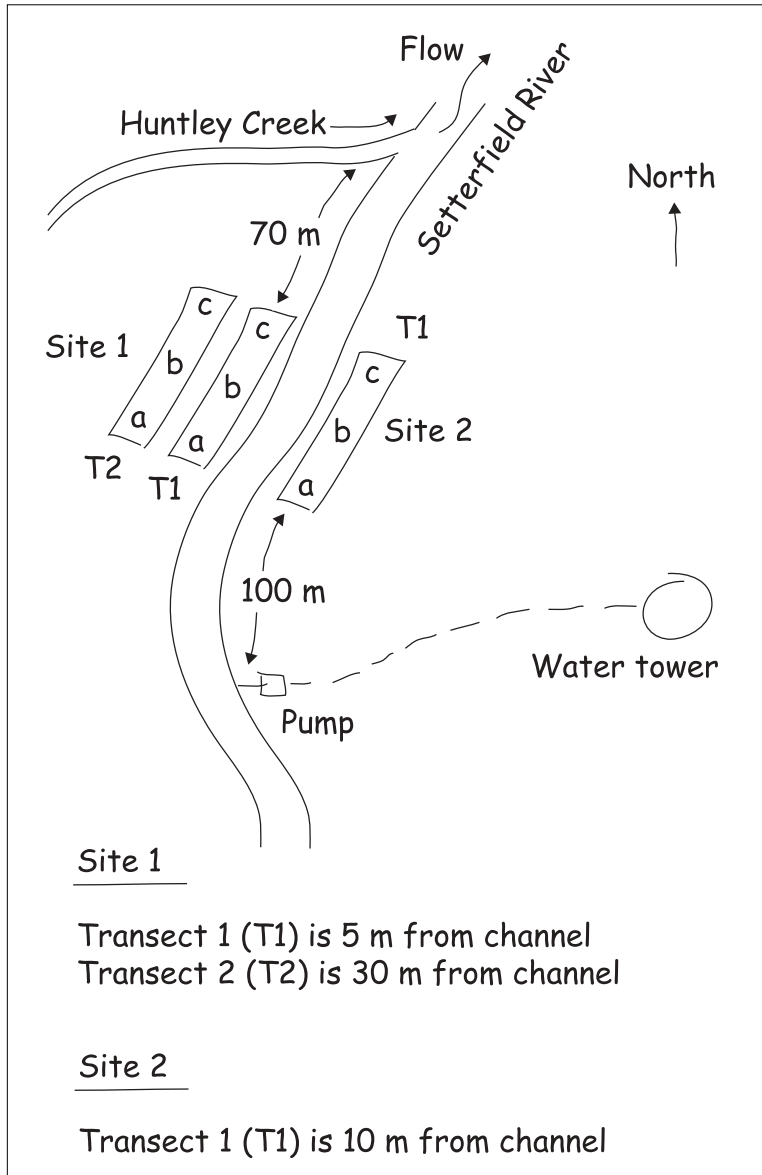 Flow
Setterfield River
Huntley Creek
North
70 m
c
c
T1
Site 1
c
b
b
b
Site 2
a
a
T2
T1
a
100 m
Water tower
Pump
Site 1
Transect 1 (T1) is 5 m from channel
Transect 2 (T2) is 30 m from channel
Site 2
Transect 1 (T1) is 10 m from channel